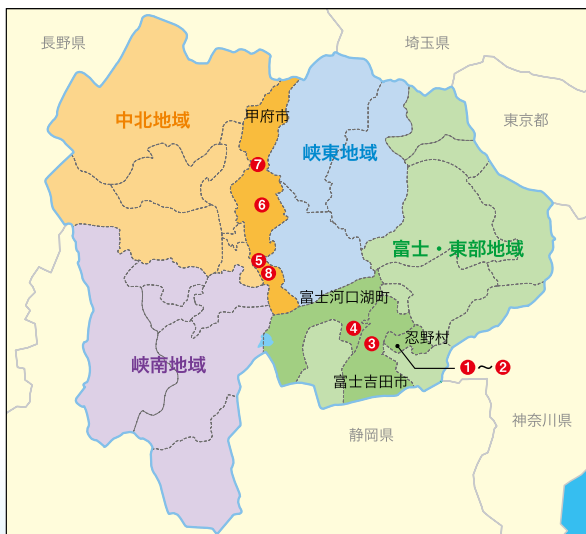 長野県
埼玉県
甲府市
中北地域
東京都
峡東地域
7
6
富士・東部地域
5
8
富士河口湖町
4
忍野村
3
峡南地域
1〜2
富士吉田市
神奈川県
静岡県